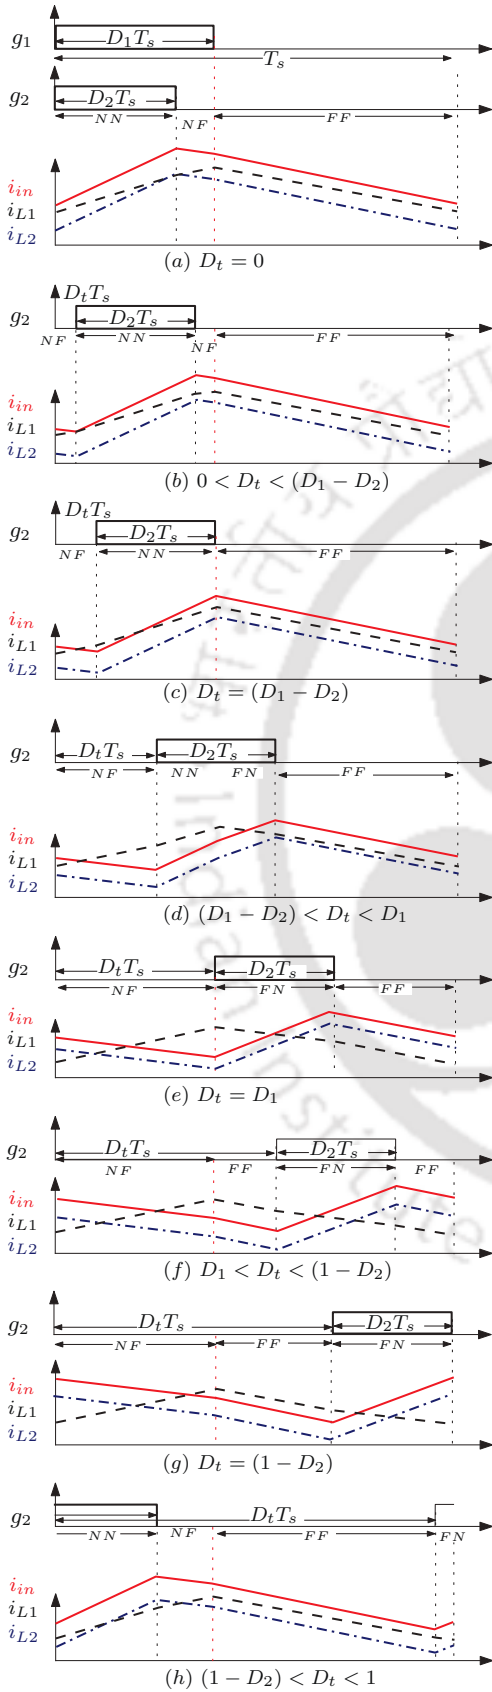 g1 D1Ts
Ts
g2 D2Ts
NN NF FF
iin
iL1
iL2
(a) Dt = 0
DtTs
g2 D2Ts
NF NN NF FF
iin
iL1
iL2
(b) 0 < Dt < (D1 − D2)
DtTs
g2 D2Ts
NF NN FF
iin
iL1
iL2
(c) Dt = (D1 − D2)
g2 DtTs D2Ts
NF NN FN FF
iin
iL1
iL2
(d) (D1 − D2) < Dt < D1
g2 DtTs D2Ts
NF FN FF
iin
iL1
iL2
(e) Dt = D1
g2 DtTs D2Ts
NF FF FN FF
iin
iL1
iL2
(f) D1 < Dt < (1 − D2)
g2 DtTs D2Ts
NF FF FN
iin
iL1
iL2
(g) Dt = (1 − D2)
g2 DtTs
NN NF FF FN
iin
iL1
iL2
(h) (1 − D2) < Dt < 1
Indian Institute